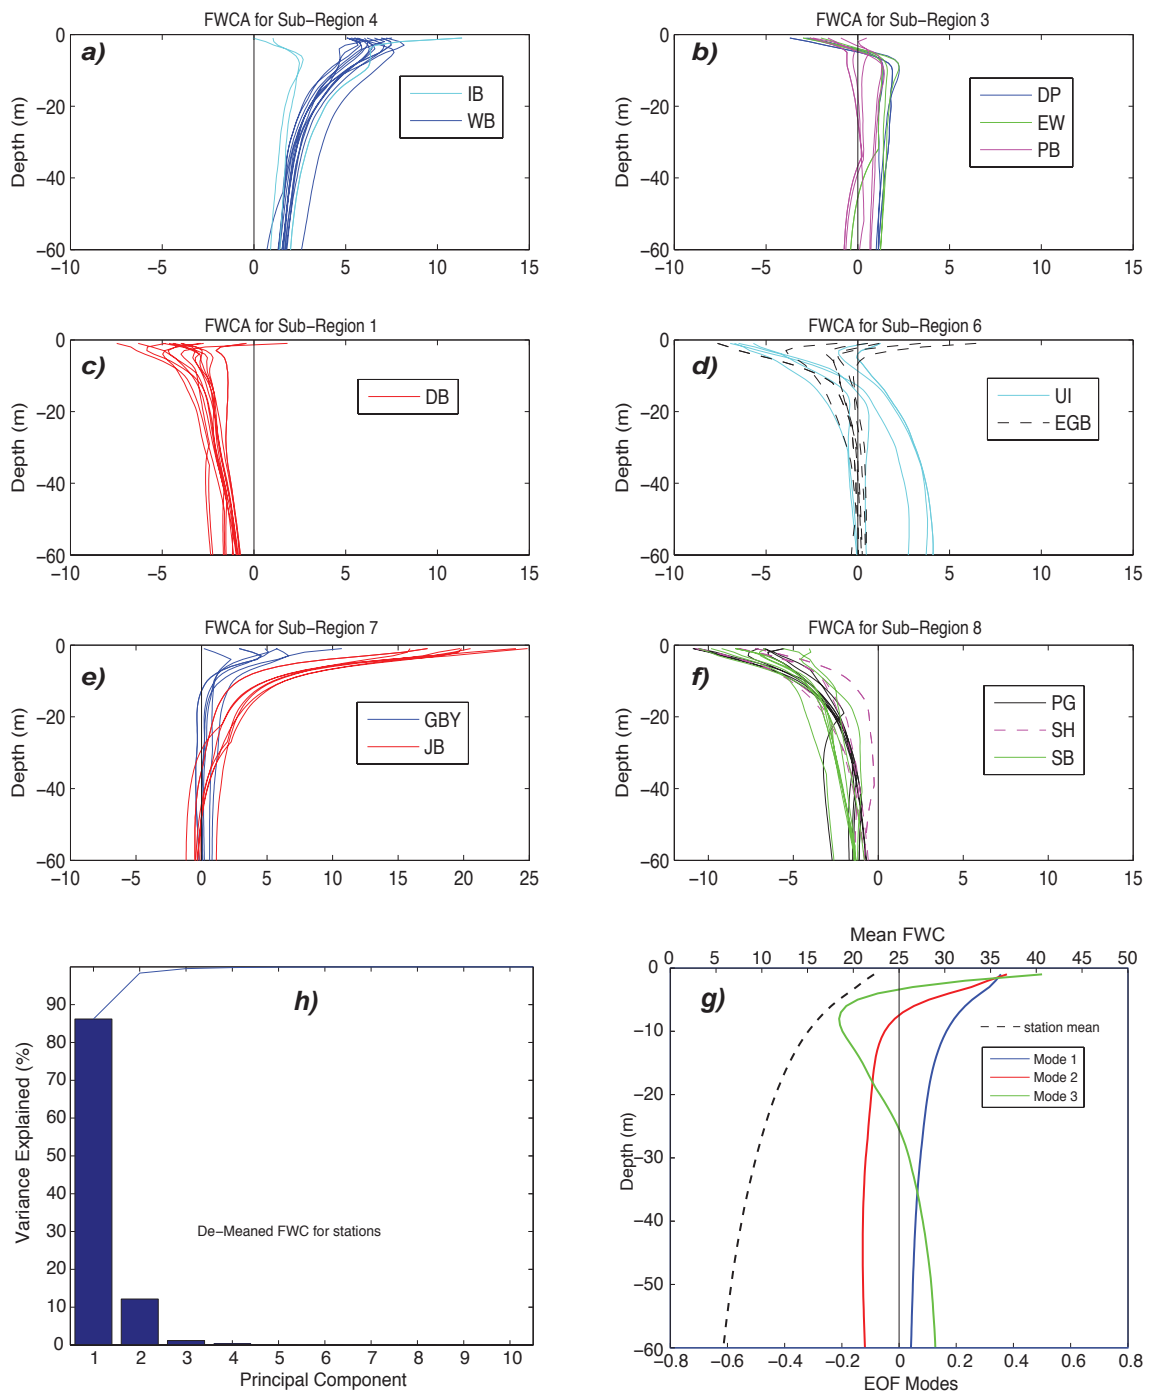 FWCA for Sub-Region 4
a)
IB
WB
Depth (m)
0
-20
-40
-60
-10 -5 0 5 10 15
FWCA for Sub-Region 3
b)
DP
EW
PB
Depth (m)
0
-20
-40
-60
-10 -5 0 5 10 15
FWCA for Sub-Region 1
c)
DB
Depth (m)
0
-20
-40
-60
-10 -5 0 5 10 15
FWCA for Sub-Region 6
d)
UI
EGB
Depth (m)
0
-20
-40
-60
-10 -5 0 5 10 15
FWCA for Sub-Region 7
e)
GBY
JB
Depth (m)
0
-20
-40
-60
-10 -5 0 5 10 15 20 25
FWCA for Sub-Region 8
f)
PG
SH
SB
Depth (m)
0
-20
-40
-60
-10 -5 0 5 10 15
h)
De-Meaned FWC for stations
Variance Explained (%)
90
80
70
60
50
40
30
20
10
0
1 2 3 4 5 6 7 8 9 10
Principal Component
Mean FWC
0 5 10 15 20 25 30 35 40 45 50
g)
station mean
Mode 1
Mode 2
Mode 3
Depth (m)
0
-10
-20
-30
-40
-50
-60
-0.8 -0.6 -0.4 -0.2 0 0.2 0.4 0.6 0.8
EOF Modes